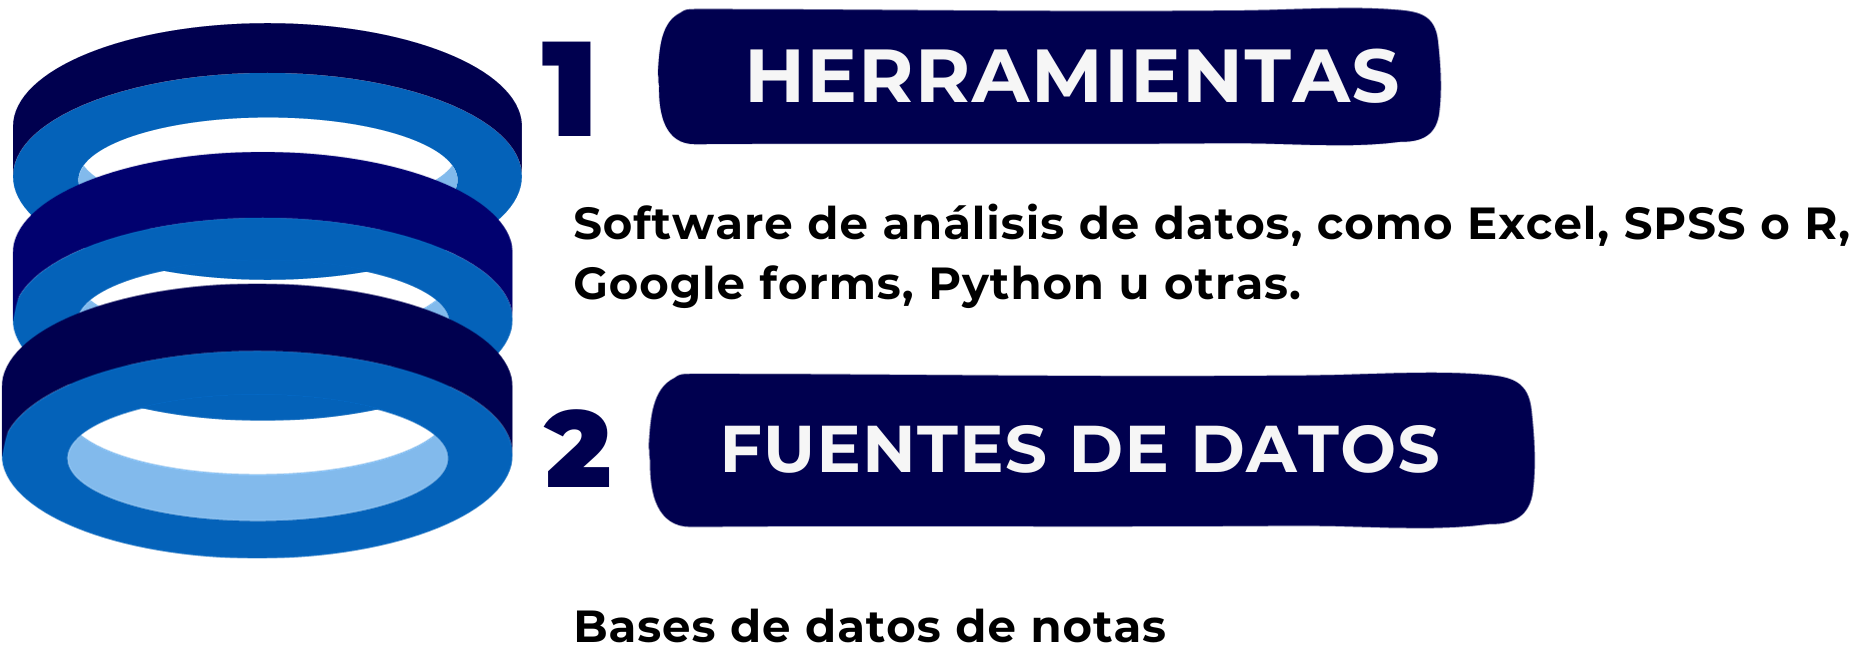 1 HERRAMIENTAS
Software de análisis de datos, como Excel, SPSS o R,
Google forms, Python u otras.
2 FUENTES DE DATOS
Bases de datos de notas